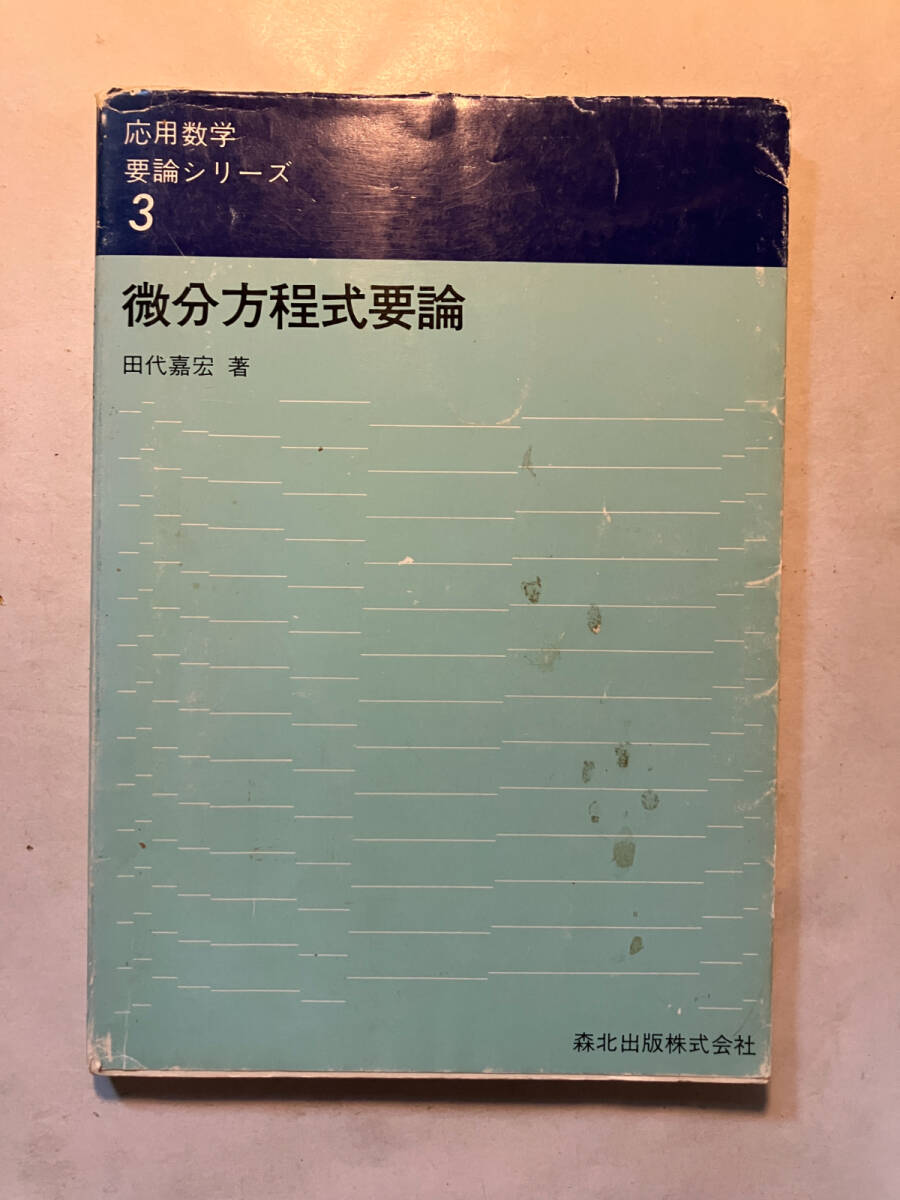 応用数学
要論シリーズ
3
微分方程式要論
田代嘉宏 著
森北出版株式会社